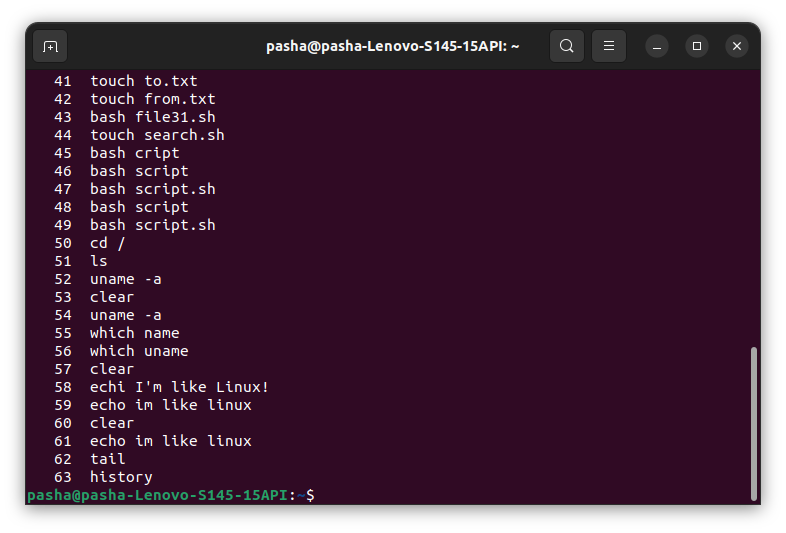 pasha@pasha-Lenovo-S145-15API: ~
41 touch to.txt
42 touch from.txt
43 bash file31.sh
44 touch search.sh
45 bash cript
46 bash script
47 bash script.sh
48 bash script
49 bash script.sh
50 cd /
51 ls
52 uname -a
53 clear
54 uname -a
55 which name
56 which uname
57 clear
58 echi I'm like Linux!
59 echo im like linux
60 clear
61 echo im like linux
62 tail
63 history
pasha@pasha-Lenovo-S145-15API:~$